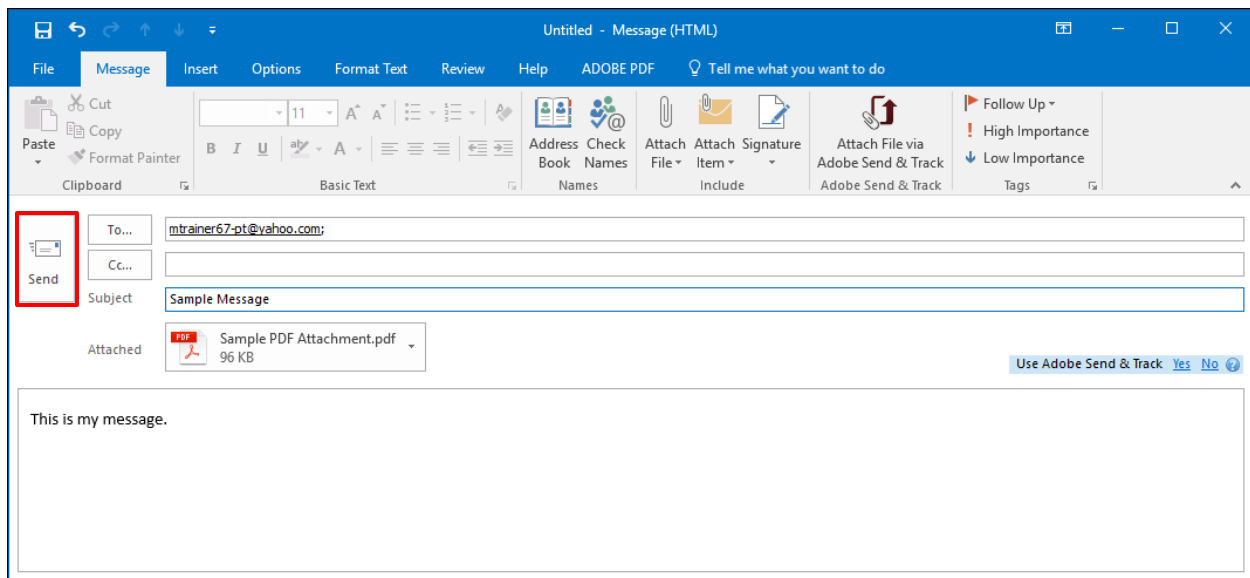 Untitled - Message (HTML)
File Message Insert Options Format Text Review Help ADOBE PDF Tell me what you want to do
Paste
Cut
Copy
Format Painter
Clipboard
11
A A
B I U ab A
Basic Text
Address Book
Check Names
Names
Attach File
Attach Item
Signature
Include
Attach File via
Adobe Send & Track
Adobe Send & Track
Follow Up
! High Importance
Low Importance
Tags
Send
To... mtrainer67-pt@yahoo.com;
Cc...
Subject Sample Message
Attached PDF Sample PDF Attachment.pdf
96 KB
Use Adobe Send & Track Yes No ?
This is my message.